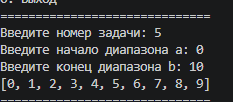 0. Выход
==============================
Введите номер задачи: 5
Введите начало диапазона a: 0
Введите конец диапазона b: 10
[0, 1, 2, 3, 4, 5, 6, 7, 8, 9]
==============================